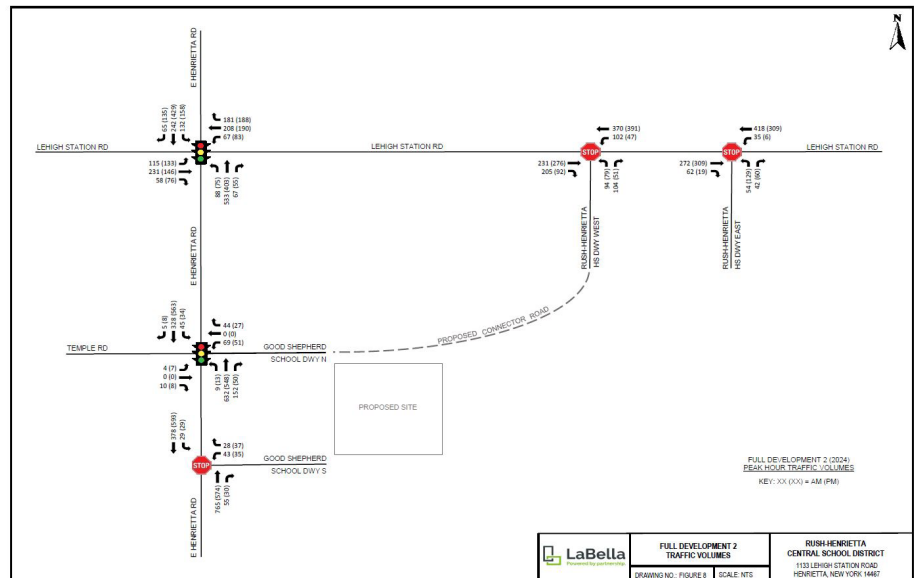 N
E HENRIETTA RD
65 (135)
242 (429)
132 (158)
181 (188)
208 (190)
67 (83)
LEHIGH STATION RD
LEHIGH STATION RD
LEHIGH STATION RD
115 (133)
231 (146)
58 (76)
88 (75)
533 (403)
67 (55)
370 (391)
102 (47)
STOP
231 (276)
205 (92)
94 (79)
104 (51)
RUSH-HENRIETTA
HS DWY WEST
418 (309)
35 (6)
STOP
272 (309)
62 (19)
54 (129)
42 (60)
RUSH-HENRIETTA
HS DWY EAST
E HENRIETTA RD
5 (8)
328 (563)
45 (34)
44 (27)
0 (0)
69 (51)
TEMPLE RD
GOOD SHEPHERD
SCHOOL DWY N
PROPOSED CONNECTOR ROAD
4 (7)
0 (0)
10 (8)
9 (13)
632 (548)
152 (50)
PROPOSED SITE
378 (593)
29 (29)
28 (37)
43 (35)
STOP
GOOD SHEPHERD
SCHOOL DWY S
765 (574)
55 (30)
E HENRIETTA RD
FULL DEVELOPMENT 2 (2024)
PEAK HOUR TRAFFIC VOLUMES
KEY: XX (XX) = AM (PM)
LaBella
Powered by partnership.
FULL DEVELOPMENT 2
TRAFFIC VOLUMES
DRAWING NO.: FIGURE 8
SCALE: NTS
RUSH-HENRIETTA
CENTRAL SCHOOL DISTRICT
1133 LEHIGH STATION ROAD
HENRIETTA, NEW YORK 14467